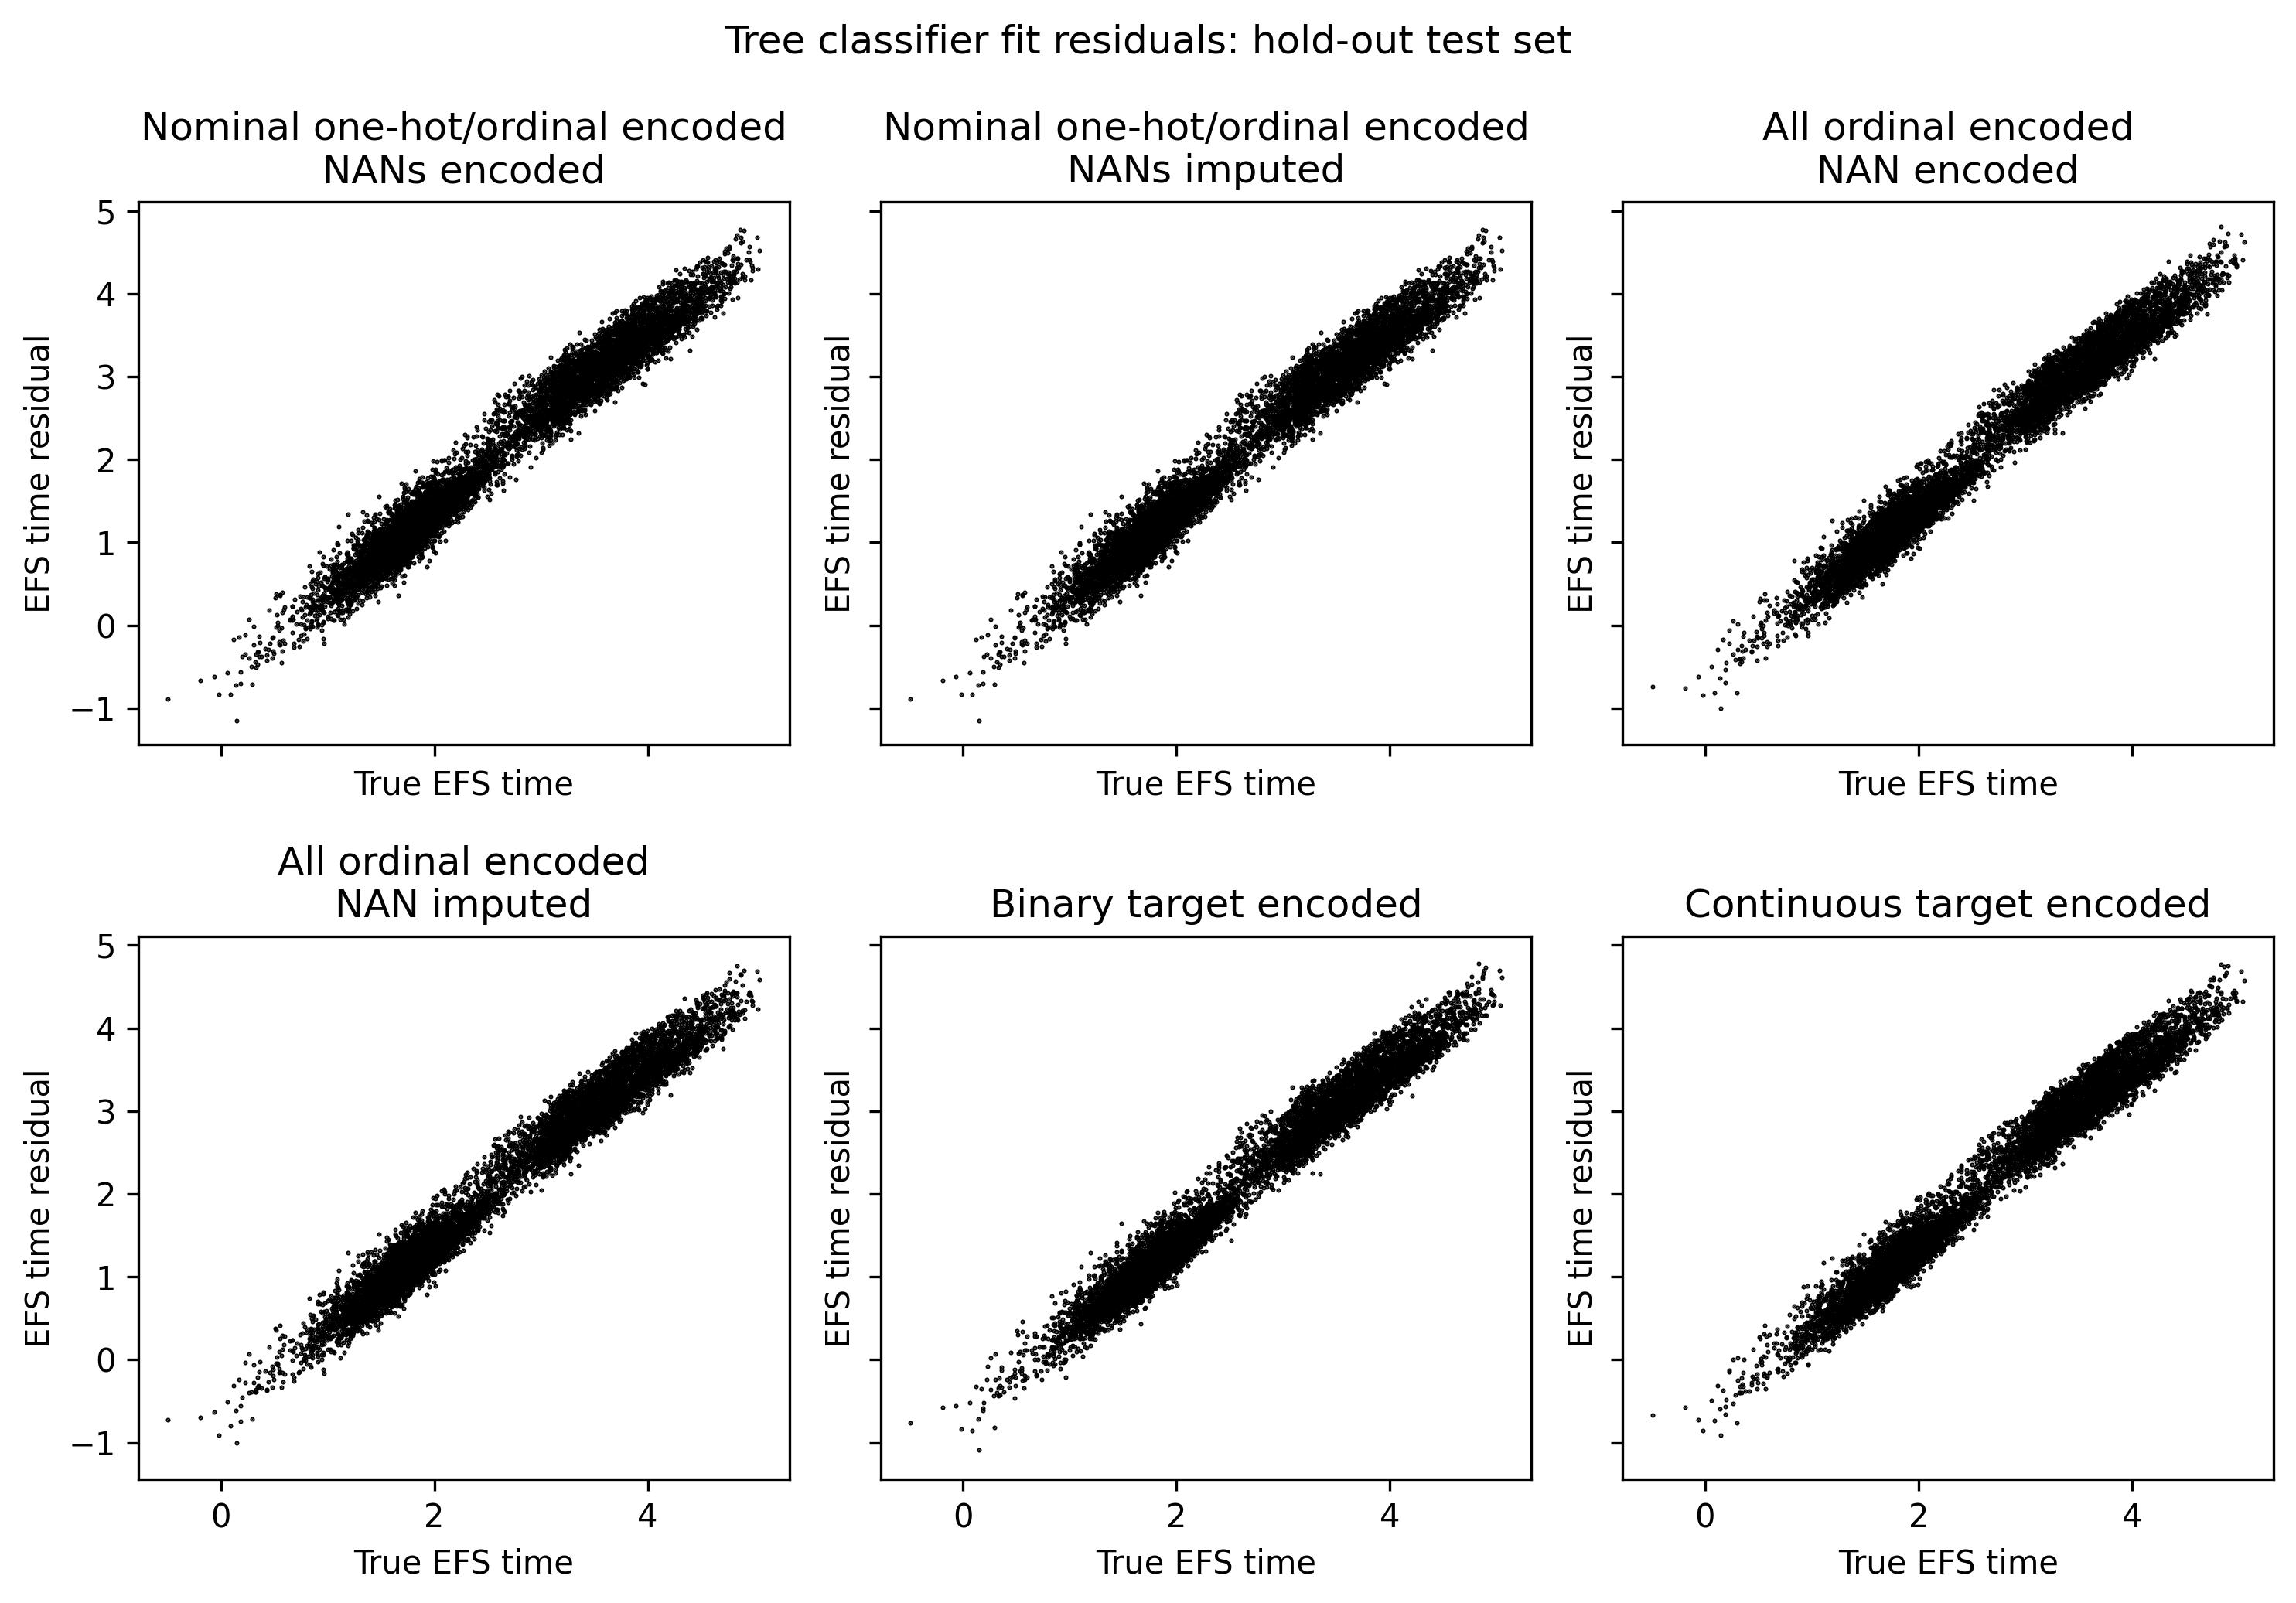 Tree classifier fit residuals: hold-out test set
Nominal one-hot/ordinal encoded
NANs encoded
5
4
3
2
1
0
−1
EFS time residual
True EFS time
Nominal one-hot/ordinal encoded
NANs imputed
EFS time residual
True EFS time
All ordinal encoded
NAN encoded
EFS time residual
True EFS time
All ordinal encoded
NAN imputed
5
4
3
2
1
0
−1
EFS time residual
0 2 4
True EFS time
Binary target encoded
EFS time residual
0 2 4
True EFS time
Continuous target encoded
EFS time residual
0 2 4
True EFS time